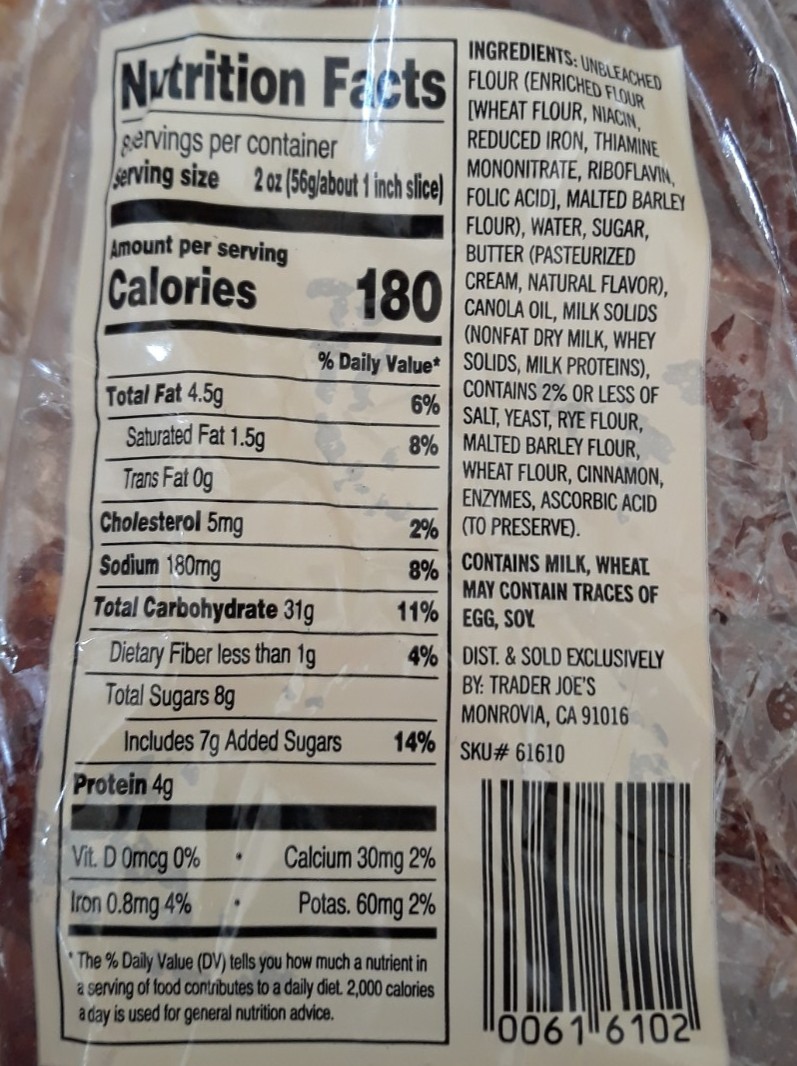 Nutrition Facts
servings per container
Serving size 2 oz (56g/about 1 inch slice)
Amount per serving
Calories 180
% Daily Value*
Total Fat 4.5g 6%
Saturated Fat 1.5g 8%
Trans Fat 0g
Cholesterol 5mg 2%
Sodium 180mg 8%
Total Carbohydrate 31g 11%
Dietary Fiber less than 1g 4%
Total Sugars 8g
Includes 7g Added Sugars 14%
Protein 4g
Vit. D 0mcg 0% • Calcium 30mg 2%
Iron 0.8mg 4% • Potas. 60mg 2%
* The % Daily Value (DV) tells you how much a nutrient in
a serving of food contributes to a daily diet. 2,000 calories
a day is used for general nutrition advice.
INGREDIENTS: UNBLEACHED
FLOUR (ENRICHED FLOUR
[WHEAT FLOUR, NIACIN,
REDUCED IRON, THIAMINE
MONONITRATE, RIBOFLAVIN,
FOLIC ACID], MALTED BARLEY
FLOUR), WATER, SUGAR,
BUTTER (PASTEURIZED
CREAM, NATURAL FLAVOR),
CANOLA OIL, MILK SOLIDS
(NONFAT DRY MILK, WHEY
SOLIDS, MILK PROTEINS),
CONTAINS 2% OR LESS OF
SALT, YEAST, RYE FLOUR,
MALTED BARLEY FLOUR,
WHEAT FLOUR, CINNAMON,
ENZYMES, ASCORBIC ACID
(TO PRESERVE).
CONTAINS MILK, WHEAT.
MAY CONTAIN TRACES OF
EGG, SOY.
DIST. & SOLD EXCLUSIVELY
BY: TRADER JOE'S
MONROVIA, CA 91016
SKU# 61610
0061 6102